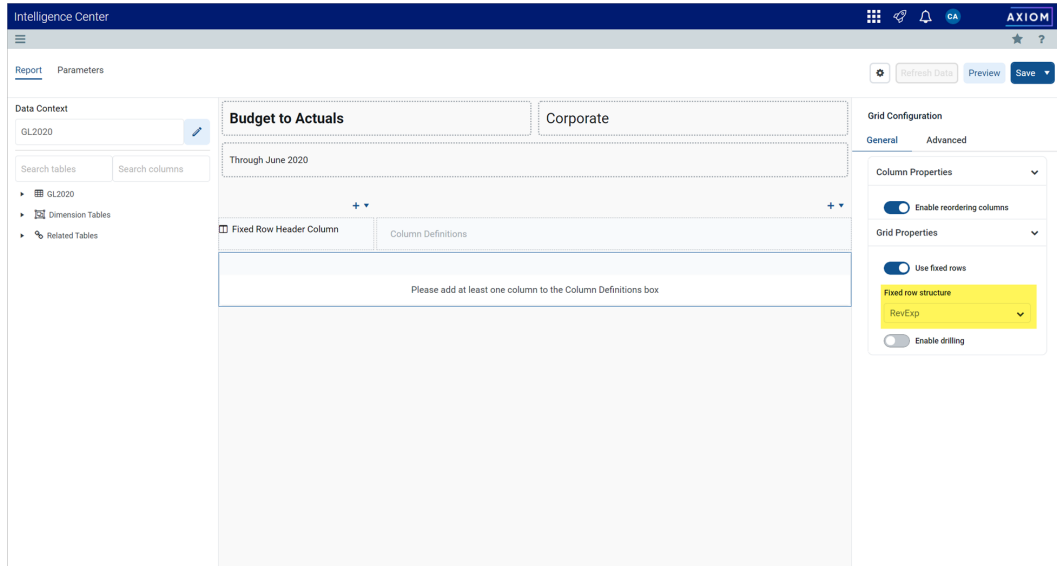 Intelligence Center
CA
AXIOM
?
Report Parameters
Refresh Data Preview Save
Data Context
GL2020
Search tables Search columns
GL2020
Dimension Tables
Related Tables
Budget to Actuals
Corporate
Through June 2020
Fixed Row Header Column
Column Definitions
Please add at least one column to the Column Definitions box
Grid Configuration
General Advanced
Column Properties
Enable reordering columns
Grid Properties
Use fixed rows
Fixed row structure
RevExp
Enable drilling